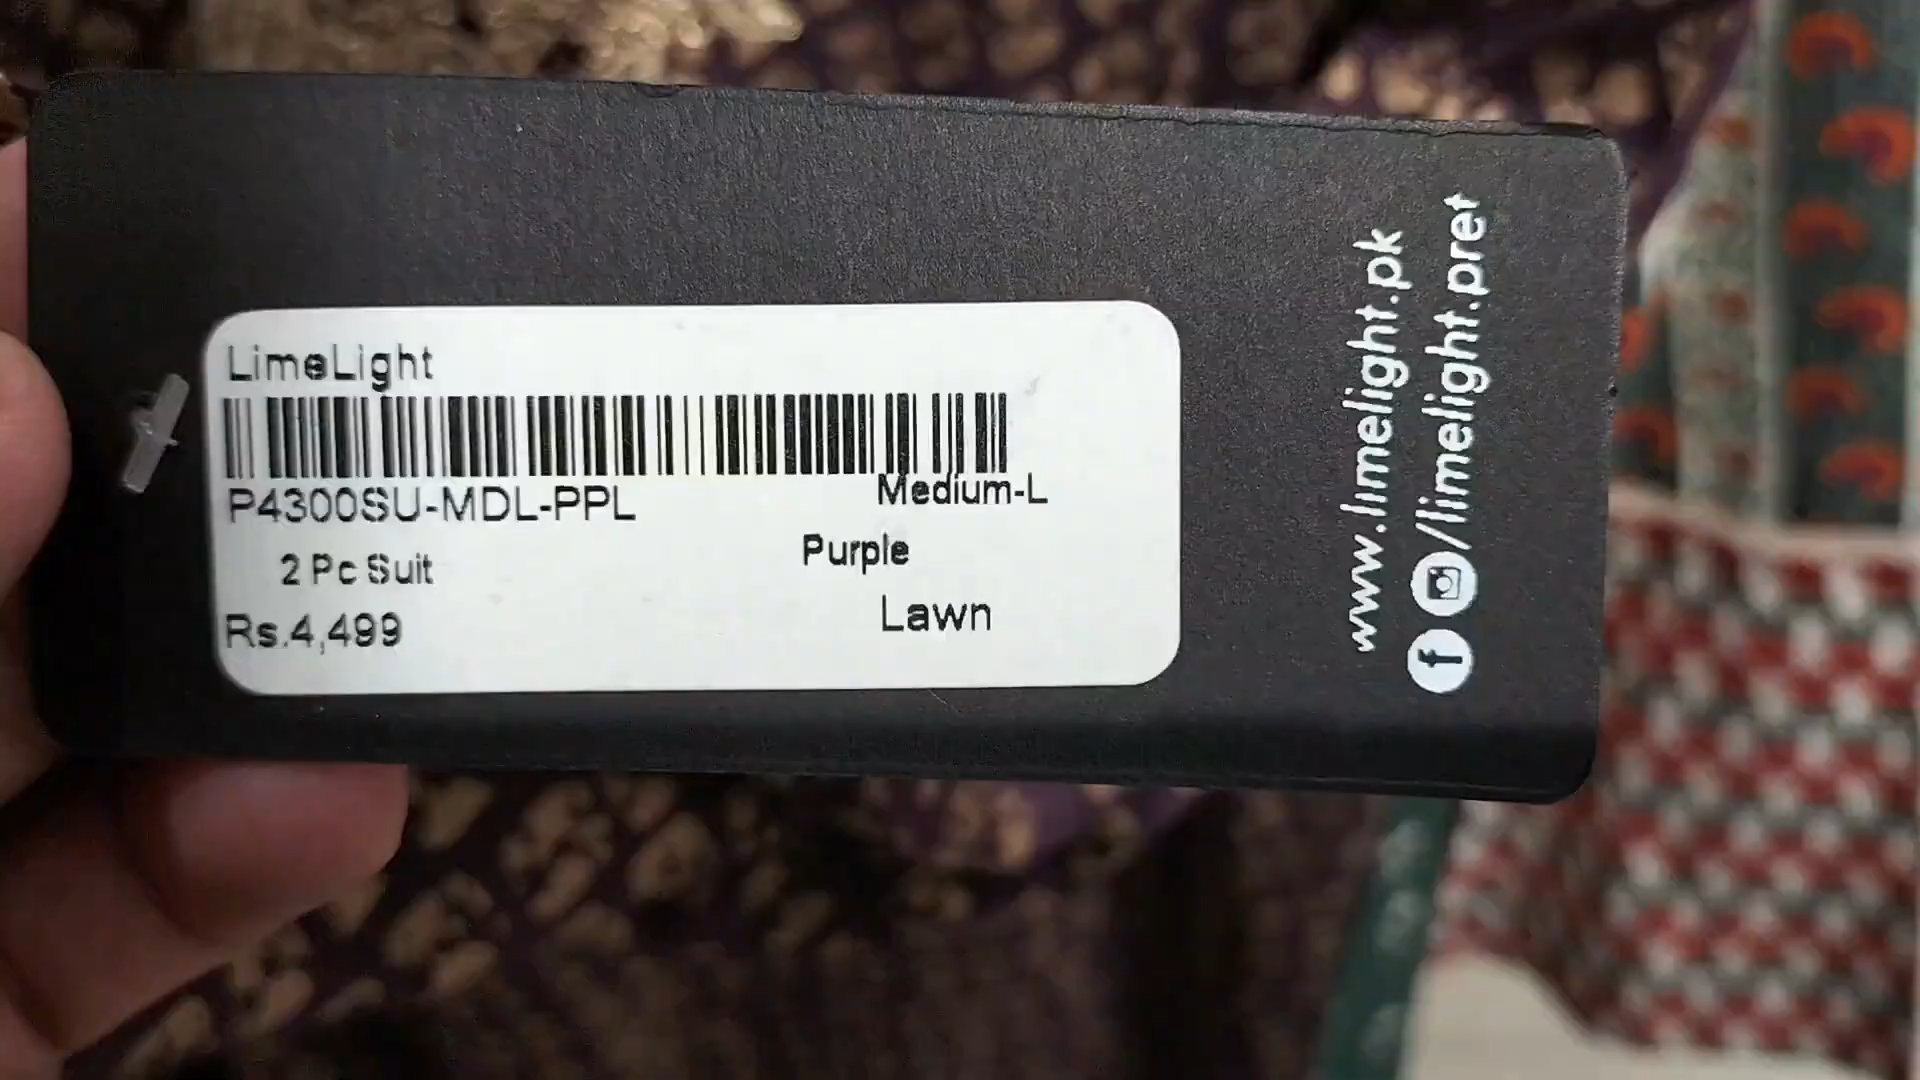 LimeLight
P4300SU-MDL-PPL
Medium-L
2 Pc Suit
Purple
Rs.4,499
Lawn
www.limelight.pk
/limelight.pret